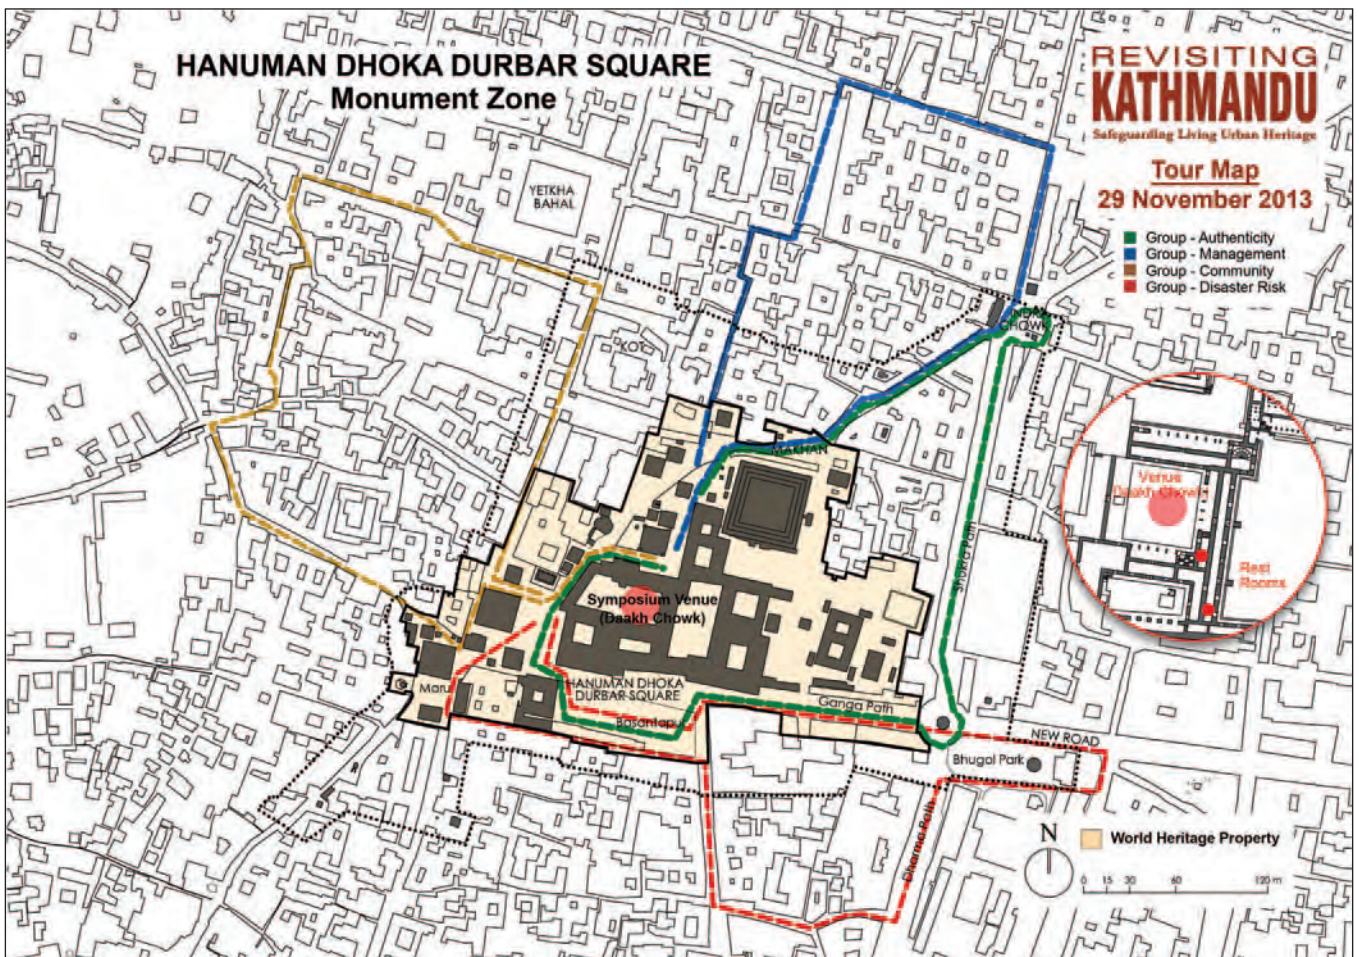 HANUMAN DHOKA DURBAR SQUARE
Monument Zone
REVISITING
KATHMANDU
Safeguarding Living Urban Heritage
Tour Map
29 November 2013
Group - Authenticity
Group - Management
Group - Community
Group - Disaster Risk
YETKHA
BAHAL
INDRA
CHOWK
KOT
MAKHAN
Venue
(Daakh Chowk)
Rest
Rooms
Shukra Path
Symposium Venue
(Daakh Chowk)
Maru
HANUMAN DHOKA
DURBAR SQUARE
Basantapur
Ganga Path
NEW ROAD
Bhugol Park
Dharma Path
N
World Heritage Property
0 15 30 60 120 m